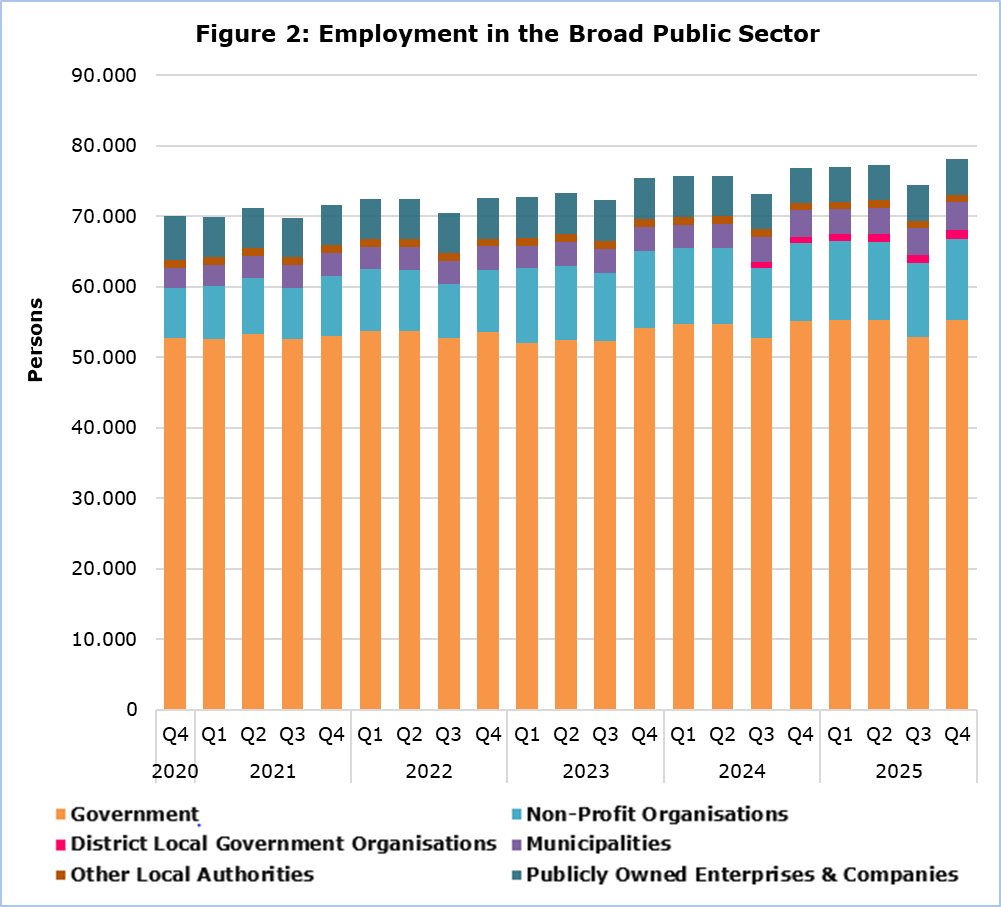 Figure 2: Employment in the Broad Public Sector
90.000
80.000
70.000
60.000
50.000
40.000
30.000
20.000
10.000
0
Persons
Q4 Q1 Q2 Q3 Q4 Q1 Q2 Q3 Q4 Q1 Q2 Q3 Q4 Q1 Q2 Q3 Q4 Q1 Q2 Q3 Q4
2020 2021 2022 2023 2024 2025
Government Non-Profit Organisations
District Local Government Organisations Municipalities
Other Local Authorities Publicly Owned Enterprises & Companies